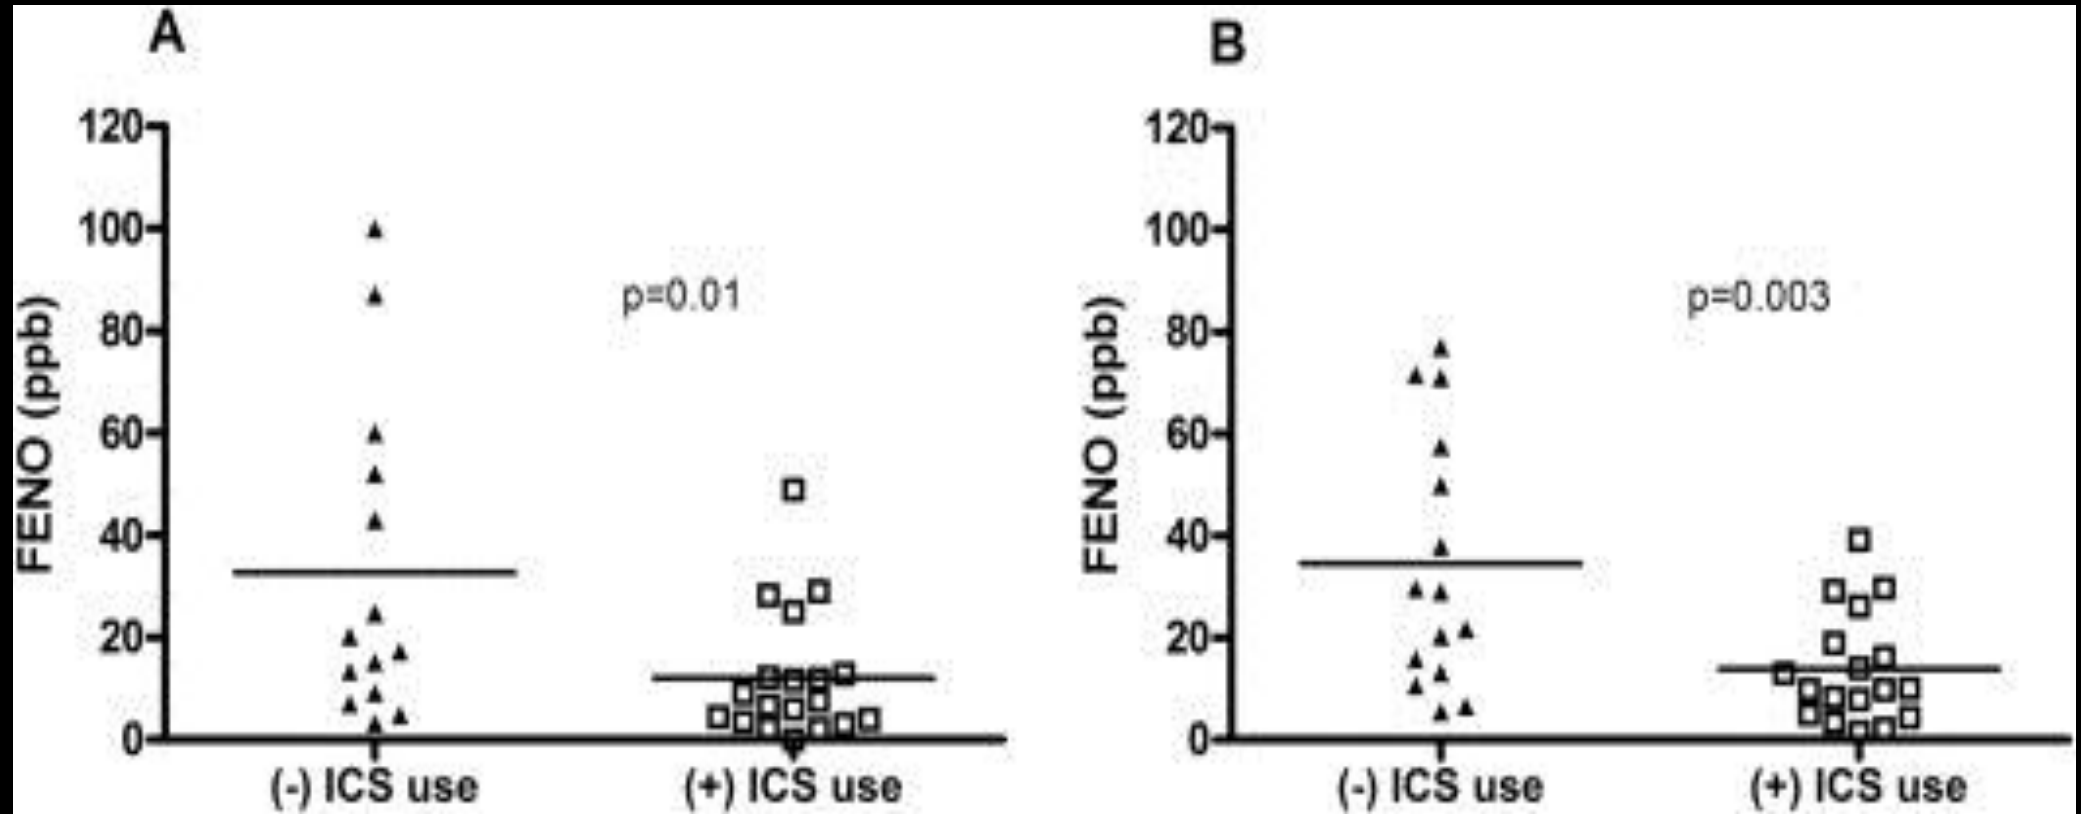 A
FENO (ppb)
120
100
80
60
40
20
0
p=0.01
(-) ICS use
(+) ICS use
B
FENO (ppb)
120
100
80
60
40
20
0
p=0.003
(-) ICS use
(+) ICS use